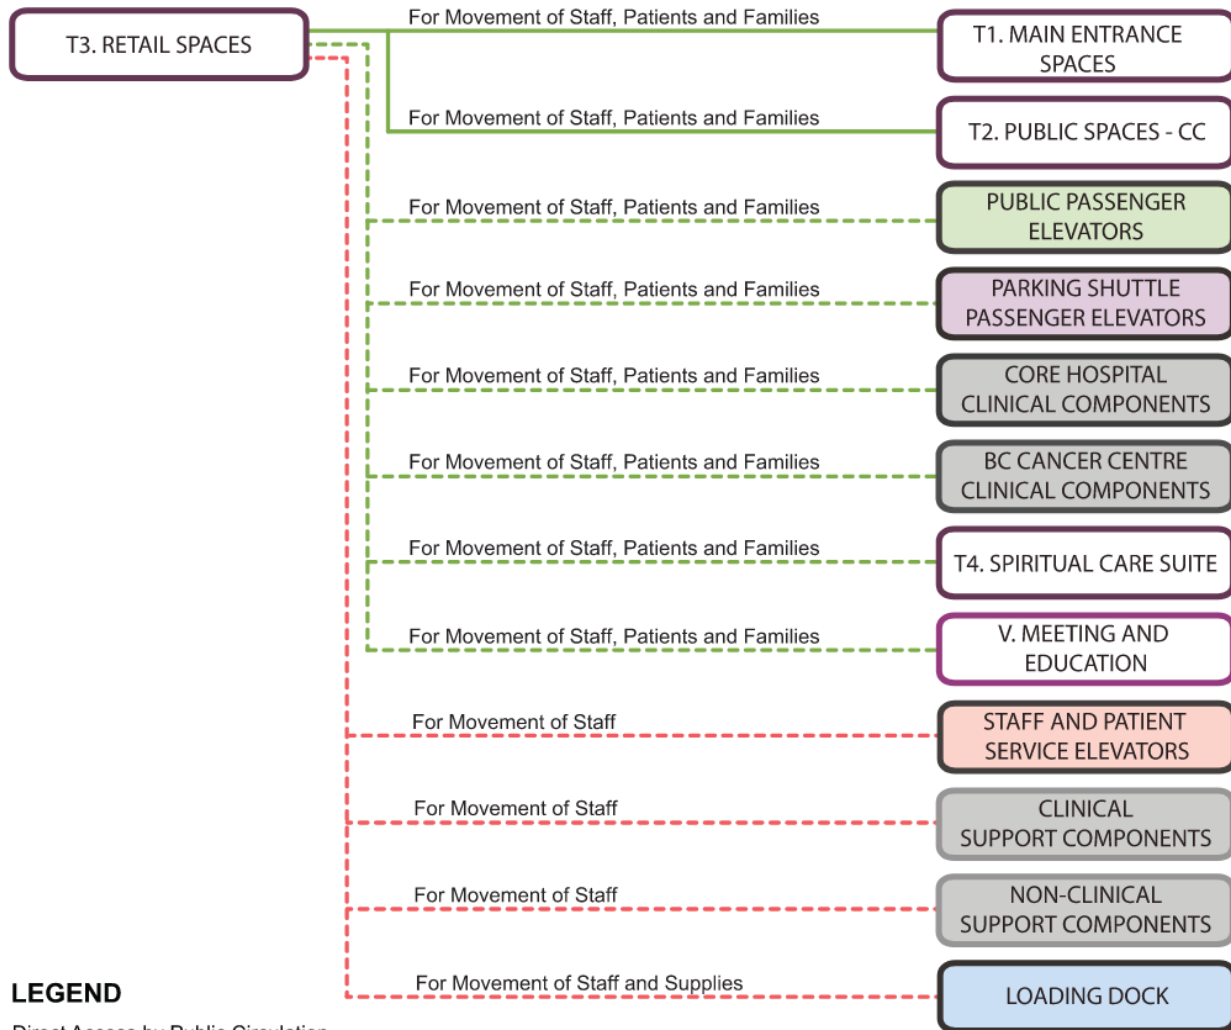 T3. RETAIL SPACES
For Movement of Staff, Patients and Families
T1. MAIN ENTRANCE
SPACES
For Movement of Staff, Patients and Families
T2. PUBLIC SPACES - CC
For Movement of Staff, Patients and Families
PUBLIC PASSENGER
ELEVATORS
For Movement of Staff, Patients and Families
PARKING SHUTTLE
PASSENGER ELEVATORS
For Movement of Staff, Patients and Families
CORE HOSPITAL
CLINICAL COMPONENTS
For Movement of Staff, Patients and Families
BC CANCER CENTRE
CLINICAL COMPONENTS
For Movement of Staff, Patients and Families
T4. SPIRITUAL CARE SUITE
For Movement of Staff, Patients and Families
V. MEETING AND
EDUCATION
For Movement of Staff
STAFF AND PATIENT
SERVICE ELEVATORS
For Movement of Staff
CLINICAL
SUPPORT COMPONENTS
For Movement of Staff
NON-CLINICAL
SUPPORT COMPONENTS
For Movement of Staff and Supplies
LOADING DOCK
LEGEND
Direct Access by Public Circulation